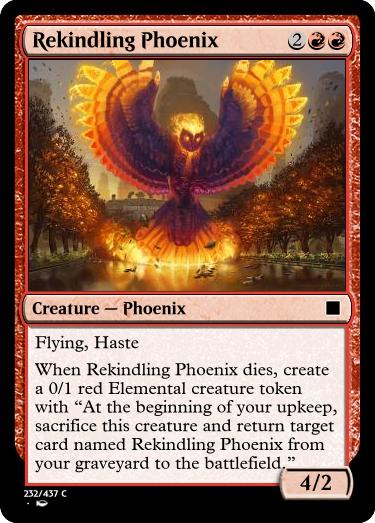 Rekindling Phoenix 2
Creature — Phoenix
Flying, Haste
When Rekindling Phoenix dies, create
a 0/1 red Elemental creature token
with “At the beginning of your upkeep,
sacrifice this creature and return target
card named Rekindling Phoenix from
your graveyard to the battlefield.”
4/2
232/437 C